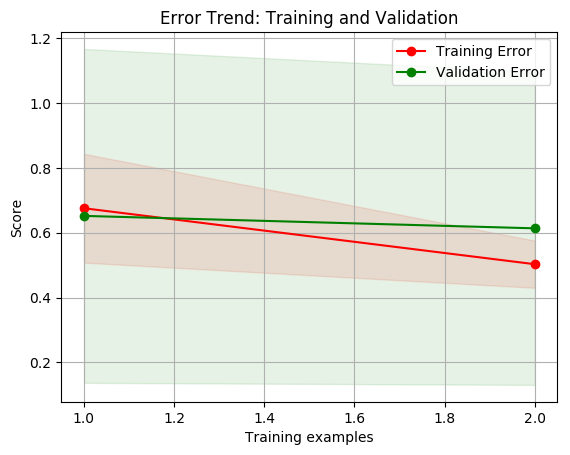 Error Trend: Training and Validation
Training Error
Validation Error
Score
1.2
1.0
0.8
0.6
0.4
0.2
1.0 1.2 1.4 1.6 1.8 2.0
Training examples